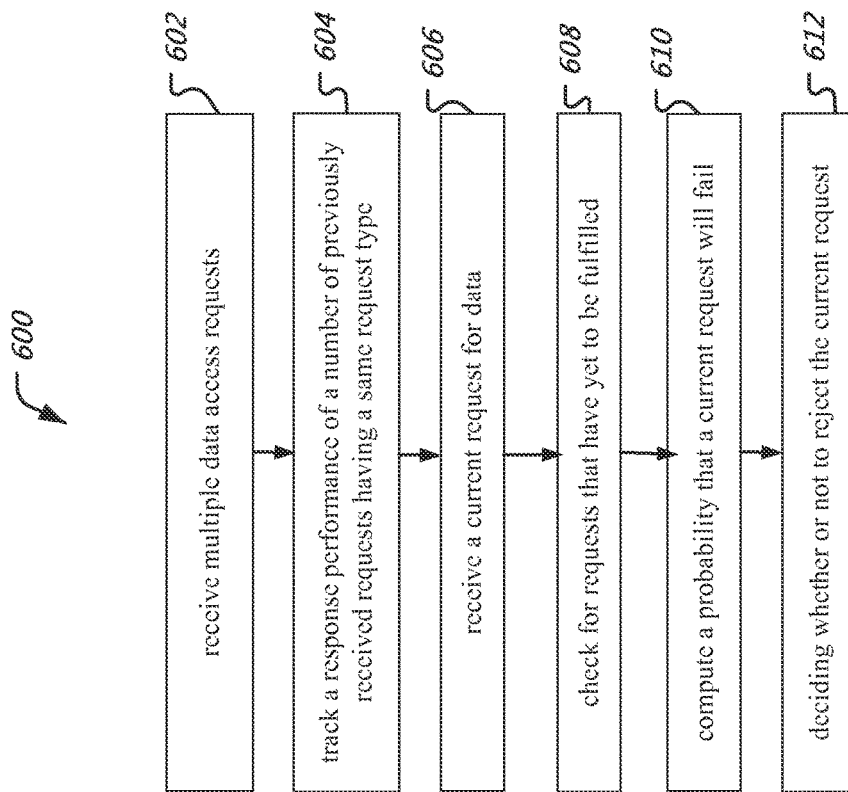 600
602
receive multiple data access requests
604
track a response performance of a number of previously
received requests having a same request type
606
receive a current request for data
608
check for requests that have yet to be fulfilled
610
compute a probability that a current request will fail
612
deciding whether or not to reject the current request